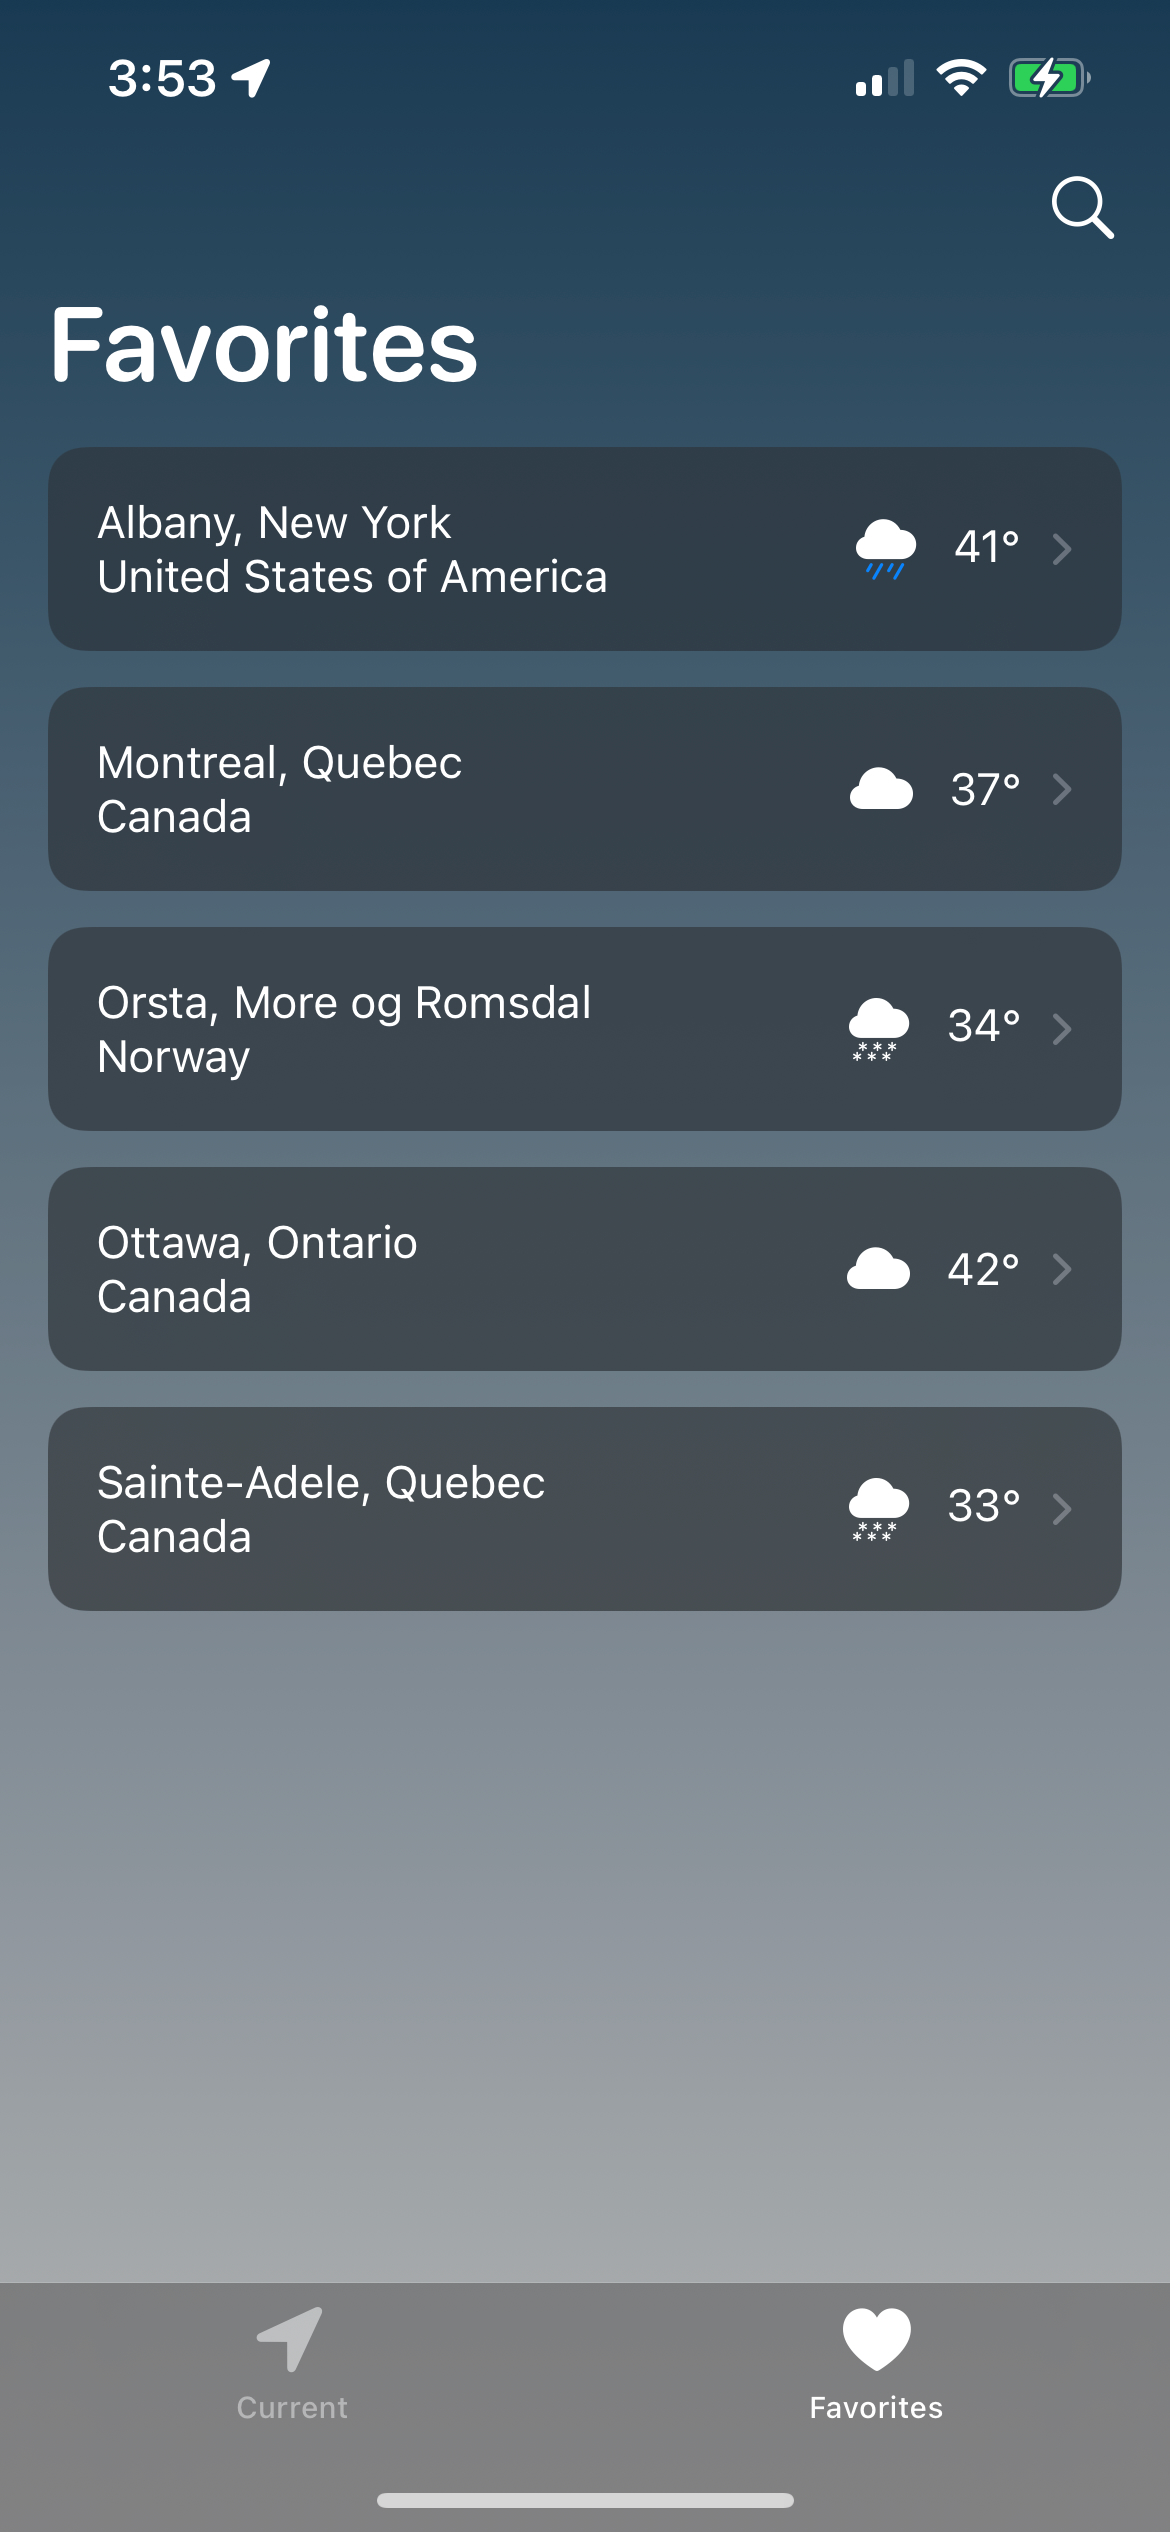 3:53
Favorites
Albany, New York
United States of America
41°
Montreal, Quebec
Canada
37°
Orsta, More og Romsdal
Norway
34°
Ottawa, Ontario
Canada
42°
Sainte-Adele, Quebec
Canada
33°
Current
Favorites